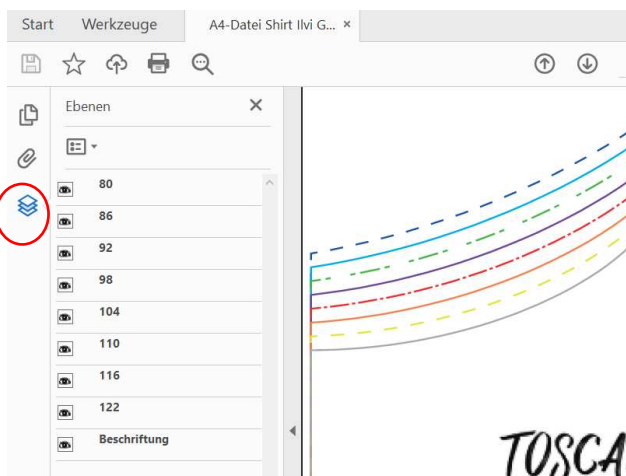 Start Werkzeuge A4-Datei Shirt Ilvi G... ×
Ebenen
80
86
92
98
104
110
116
122
Beschriftung
TOSCA